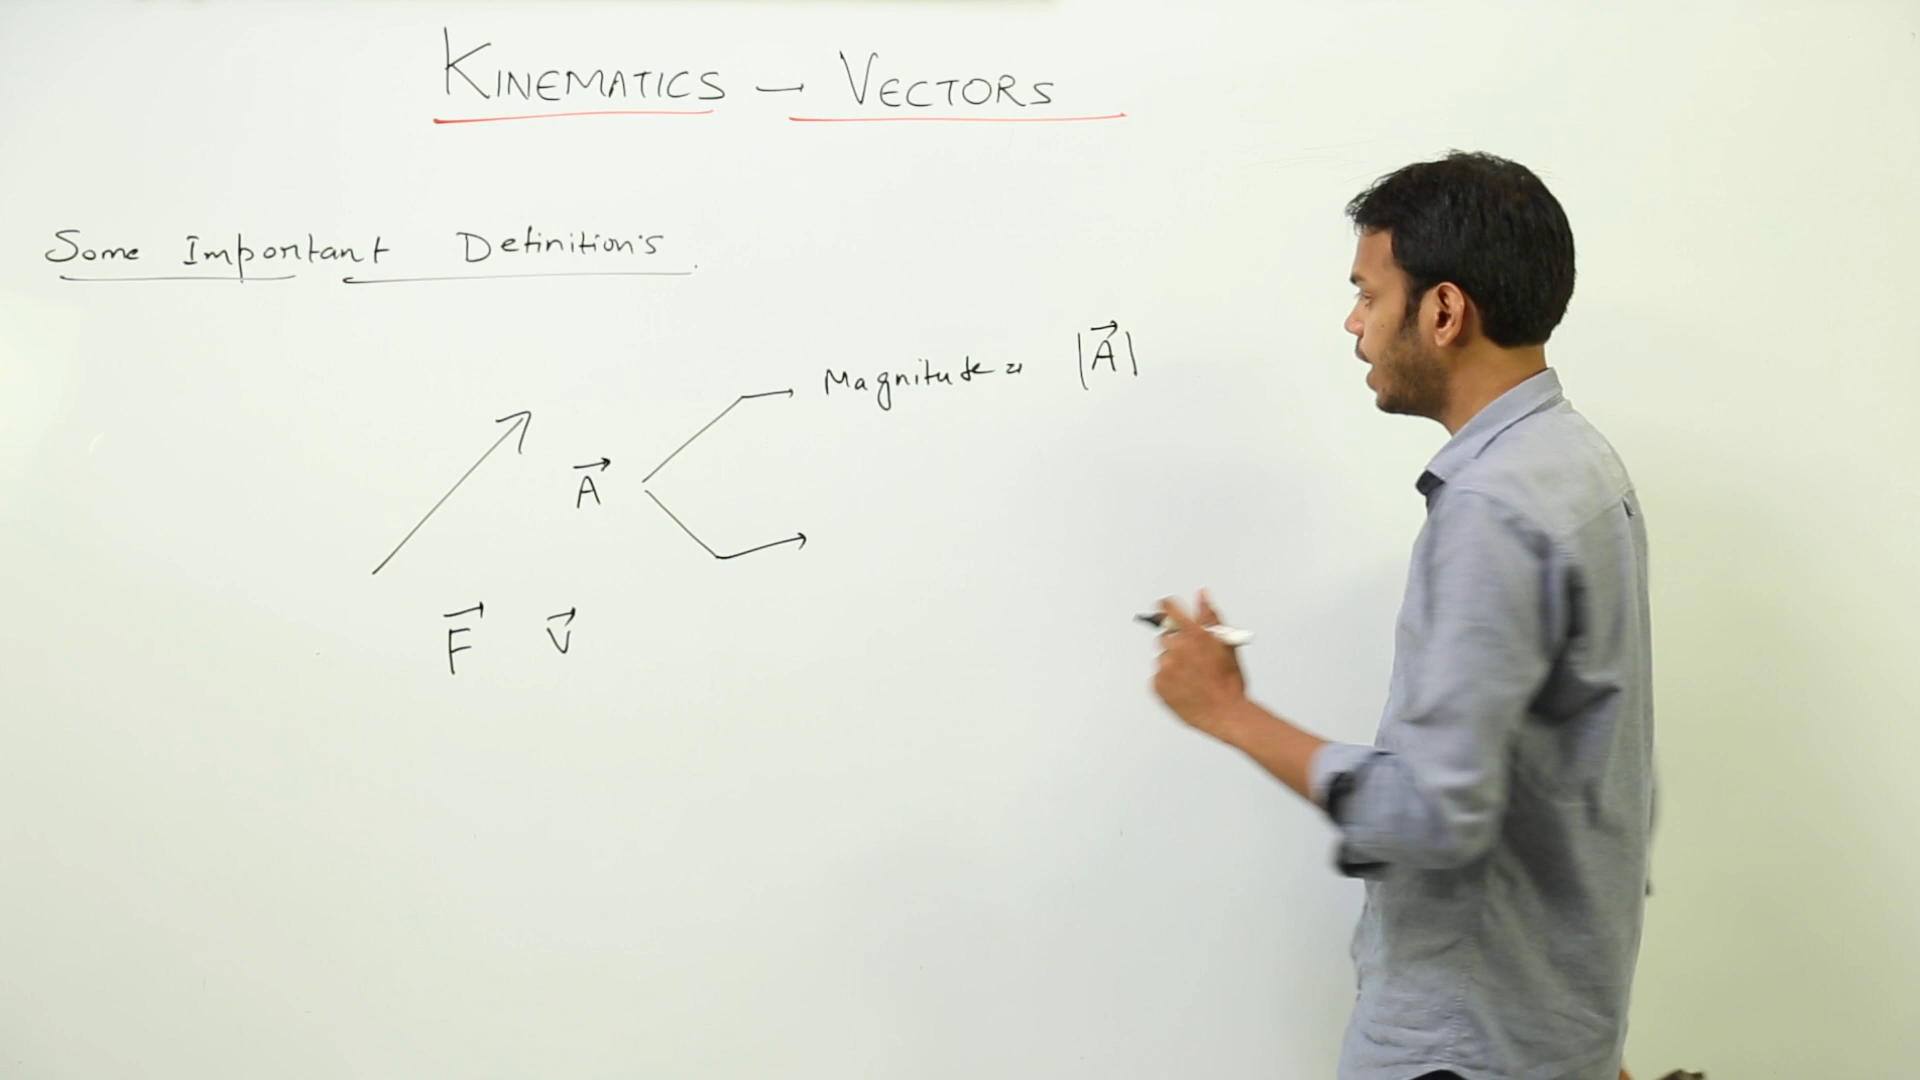 KINEMATICS - VECTORS
Some Important Definition's
Magnitude = |A⃗|
A⃗
F⃗ V⃗